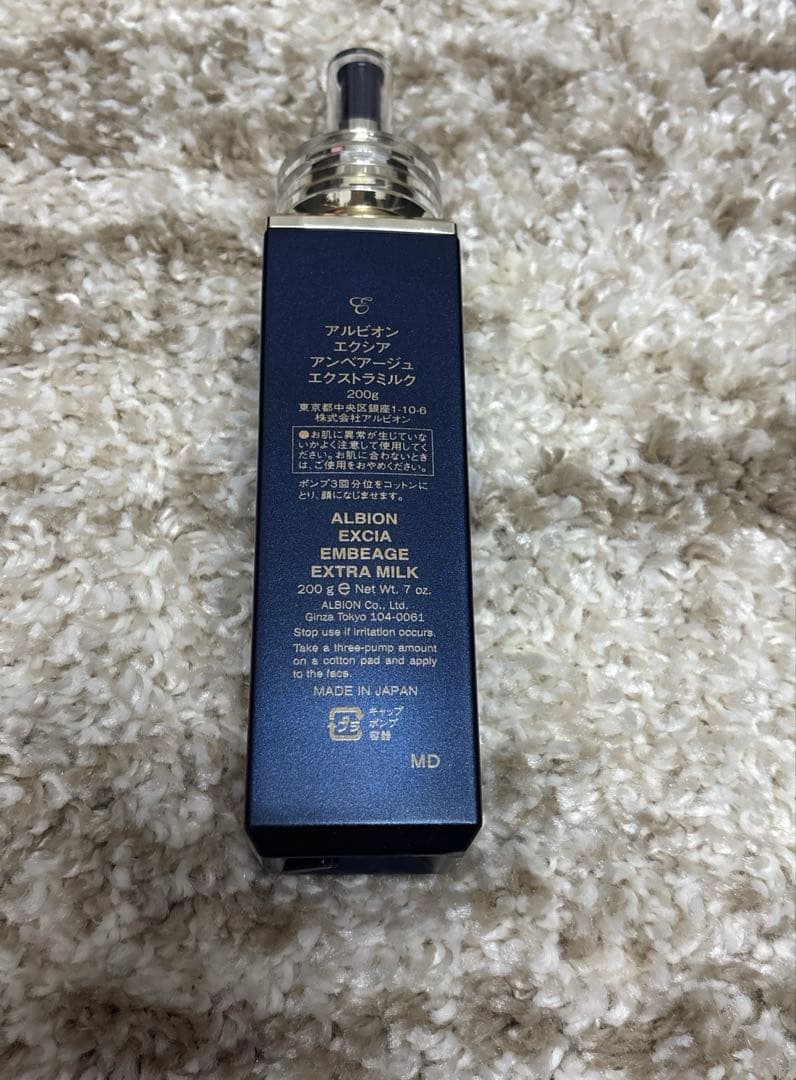 アルビオン
エクシア
アンベアージュ
エクストラミルク
200g
東京都中央区銀座1-10-6
株式会社アルビオン
●お肌に異常が生じていな
いかよく注意して使用してく
ださい。お肌に合わないとき
は、ご使用をおやめください。
ポンプ3回分位をコットンに
とり、顔になじませます。
ALBION
EXCIA
EMBEAGE
EXTRA MILK
200 g ℮ Net Wt. 7 oz.
ALBION Co., Ltd.
Ginza Tokyo 104-0061
Stop use if irritation occurs.
Take a three-pump amount
on a cotton pad and apply
to the face.
MADE IN JAPAN
プラ
キャップ
ポンプ
容器
MD